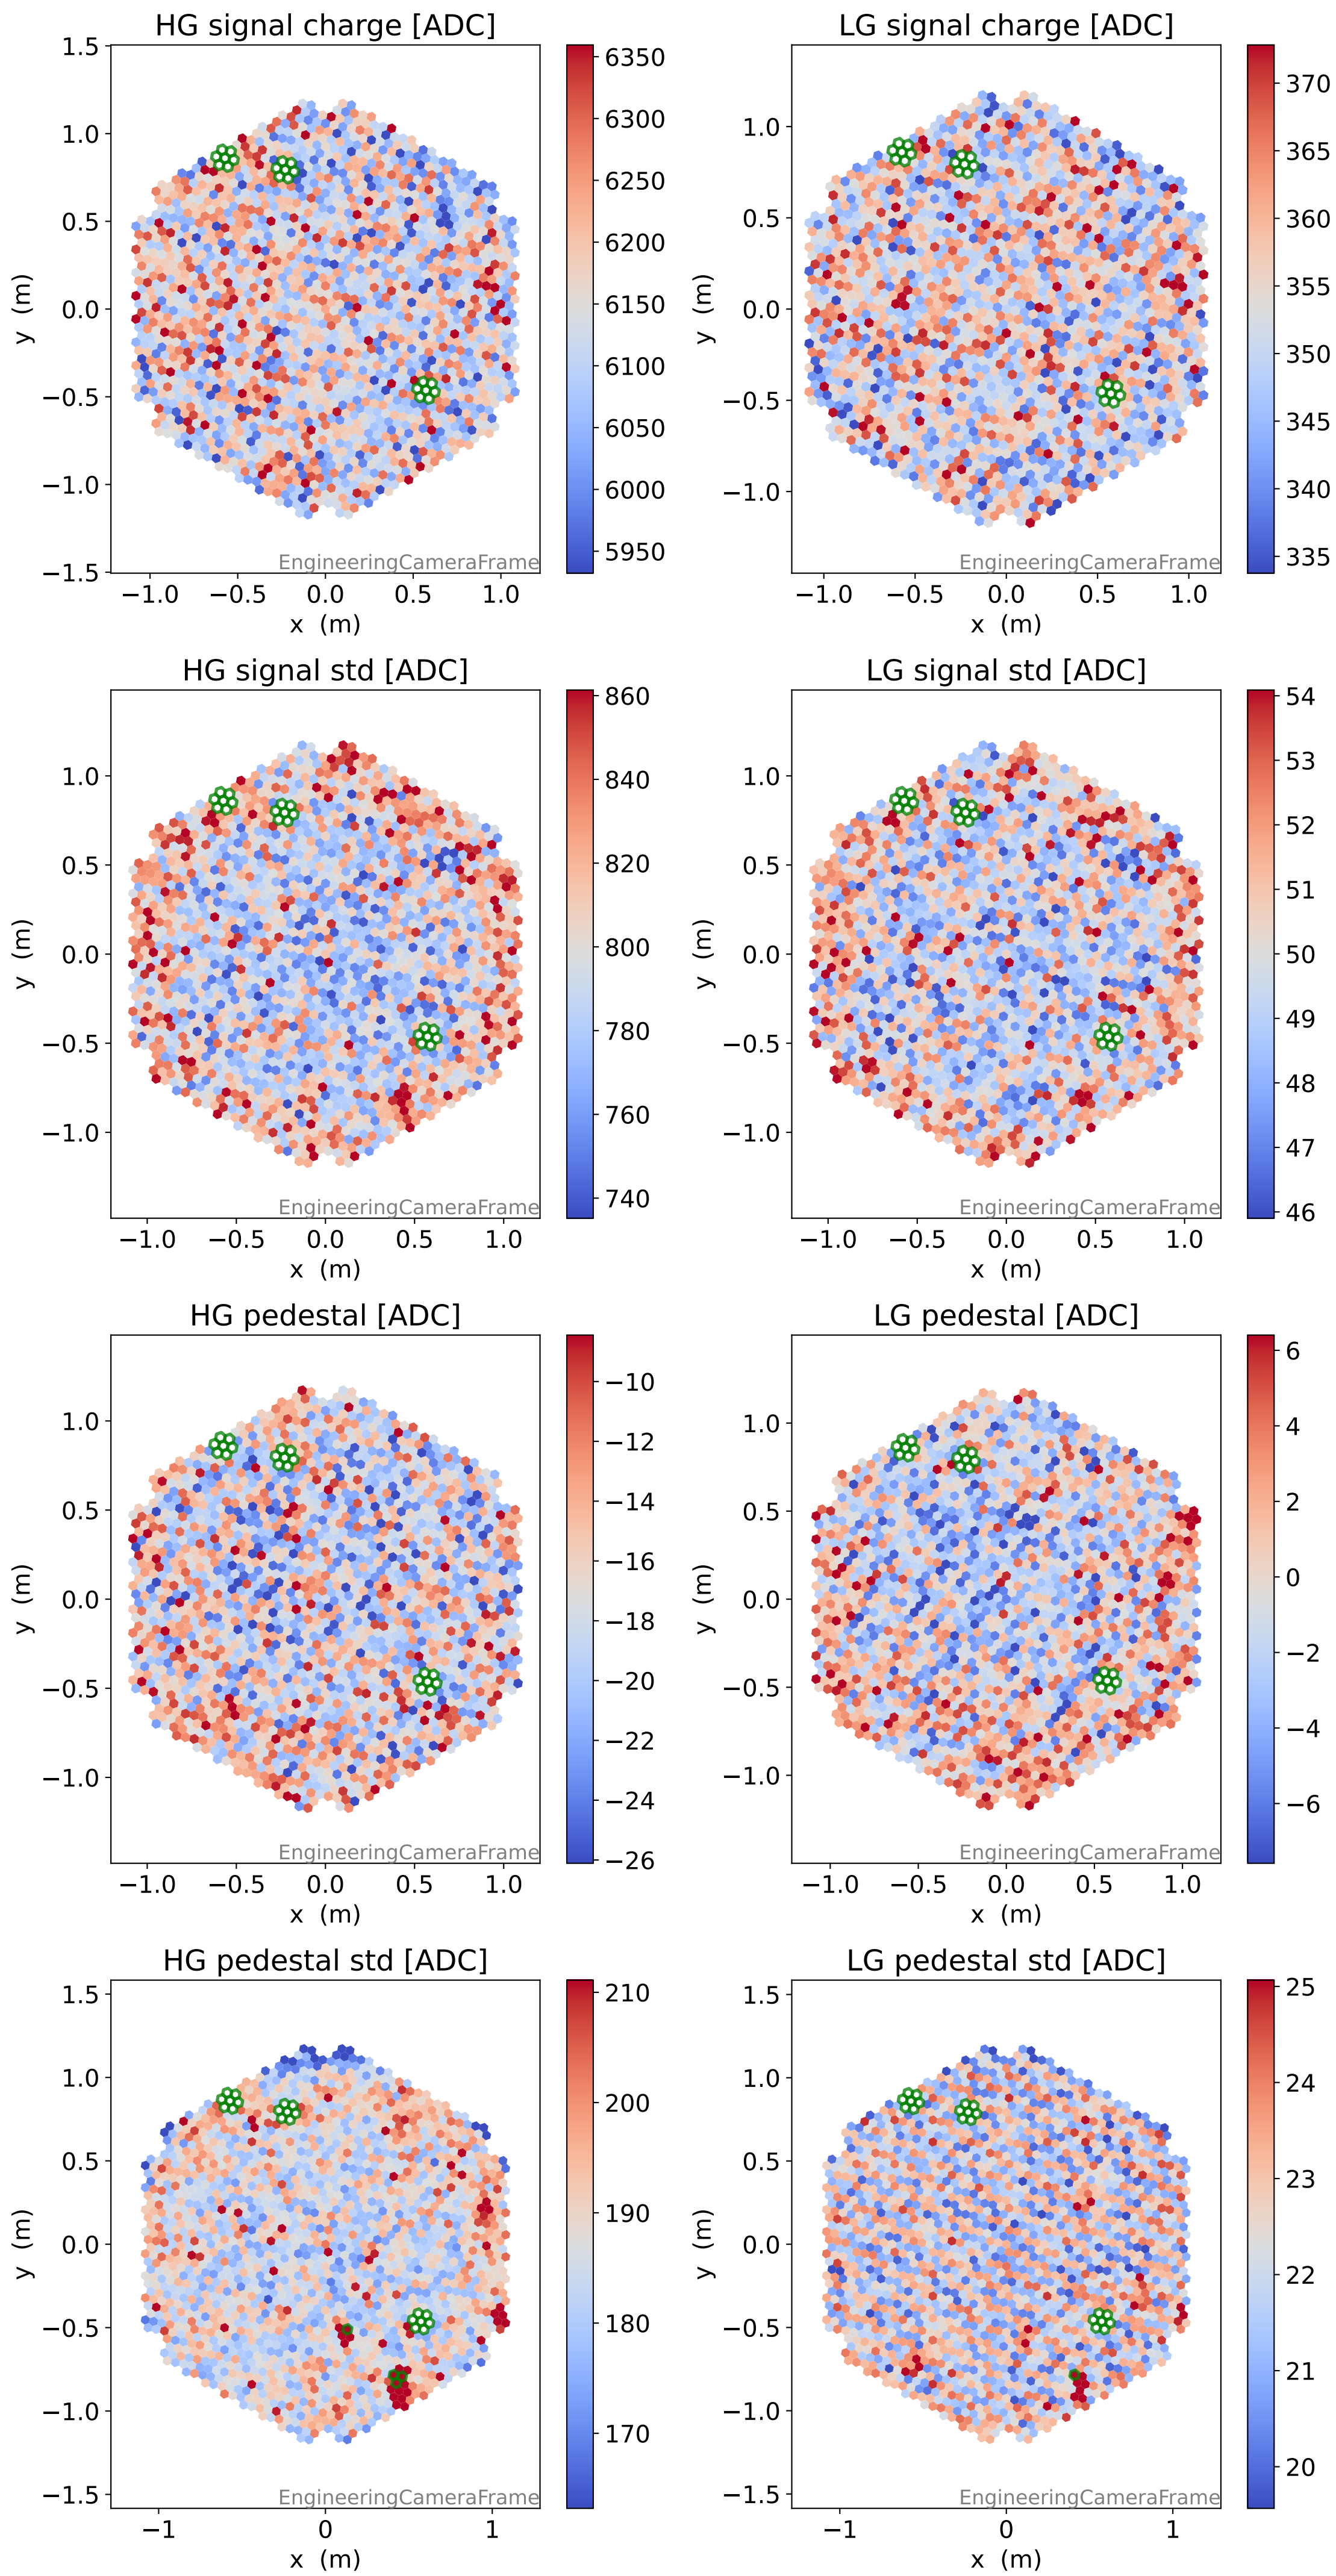 HG signal charge [ADC]
1.5
1.0
0.5
0.0
−0.5
−1.0
−1.5
y (m)
−1.0 −0.5 0.0 0.5 1.0
x (m)
EngineeringCameraFrame
6350
6300
6250
6200
6150
6100
6050
6000
5950
LG signal charge [ADC]
1.0
0.5
0.0
−0.5
−1.0
y (m)
−1.0 −0.5 0.0 0.5 1.0
x (m)
EngineeringCameraFrame
370
365
360
355
350
345
340
335
HG signal std [ADC]
1.0
0.5
0.0
−0.5
−1.0
y (m)
−1.0 −0.5 0.0 0.5 1.0
x (m)
EngineeringCameraFrame
860
840
820
800
780
760
740
LG signal std [ADC]
1.0
0.5
0.0
−0.5
−1.0
y (m)
−1.0 −0.5 0.0 0.5 1.0
x (m)
EngineeringCameraFrame
54
53
52
51
50
49
48
47
46
HG pedestal [ADC]
1.0
0.5
0.0
−0.5
−1.0
y (m)
−1.0 −0.5 0.0 0.5 1.0
x (m)
EngineeringCameraFrame
−10
−12
−14
−16
−18
−20
−22
−24
−26
LG pedestal [ADC]
1.0
0.5
0.0
−0.5
−1.0
y (m)
−1.0 −0.5 0.0 0.5 1.0
x (m)
EngineeringCameraFrame
6
4
2
0
−2
−4
−6
HG pedestal std [ADC]
1.5
1.0
0.5
0.0
−0.5
−1.0
−1.5
y (m)
−1 0 1
x (m)
EngineeringCameraFrame
210
200
190
180
170
LG pedestal std [ADC]
1.5
1.0
0.5
0.0
−0.5
−1.0
−1.5
y (m)
−1 0 1
x (m)
EngineeringCameraFrame
25
24
23
22
21
20